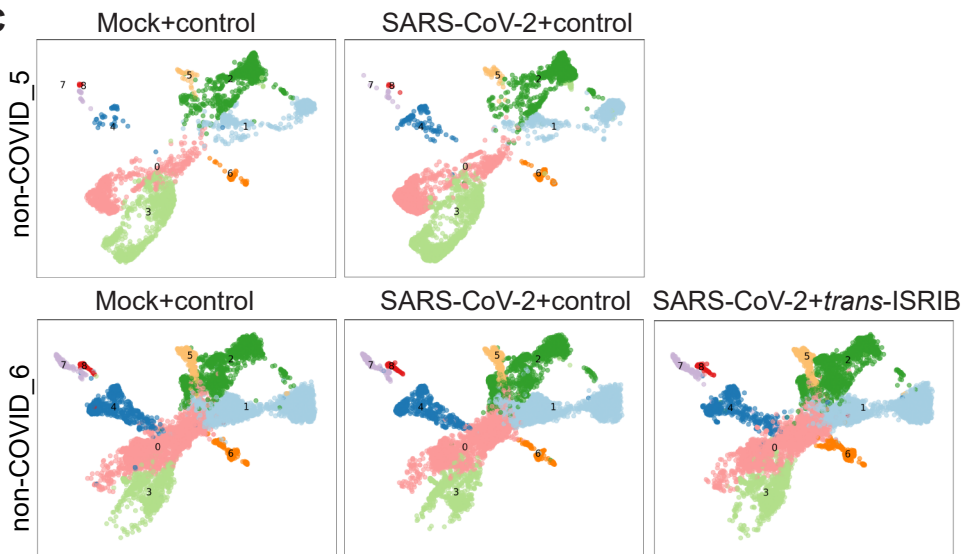 c
Mock+control SARS-CoV-2+control
non-COVID_5
7 8 5 2 4 1 0 6 3
7 8 5 2 4 1 0 6 3
Mock+control SARS-CoV-2+control SARS-CoV-2+trans-ISRIB
non-COVID_6
7 8 5 2 4 1 0 6 3
7 8 5 2 4 1 0 6 3
7 8 5 2 4 1 0 6 3